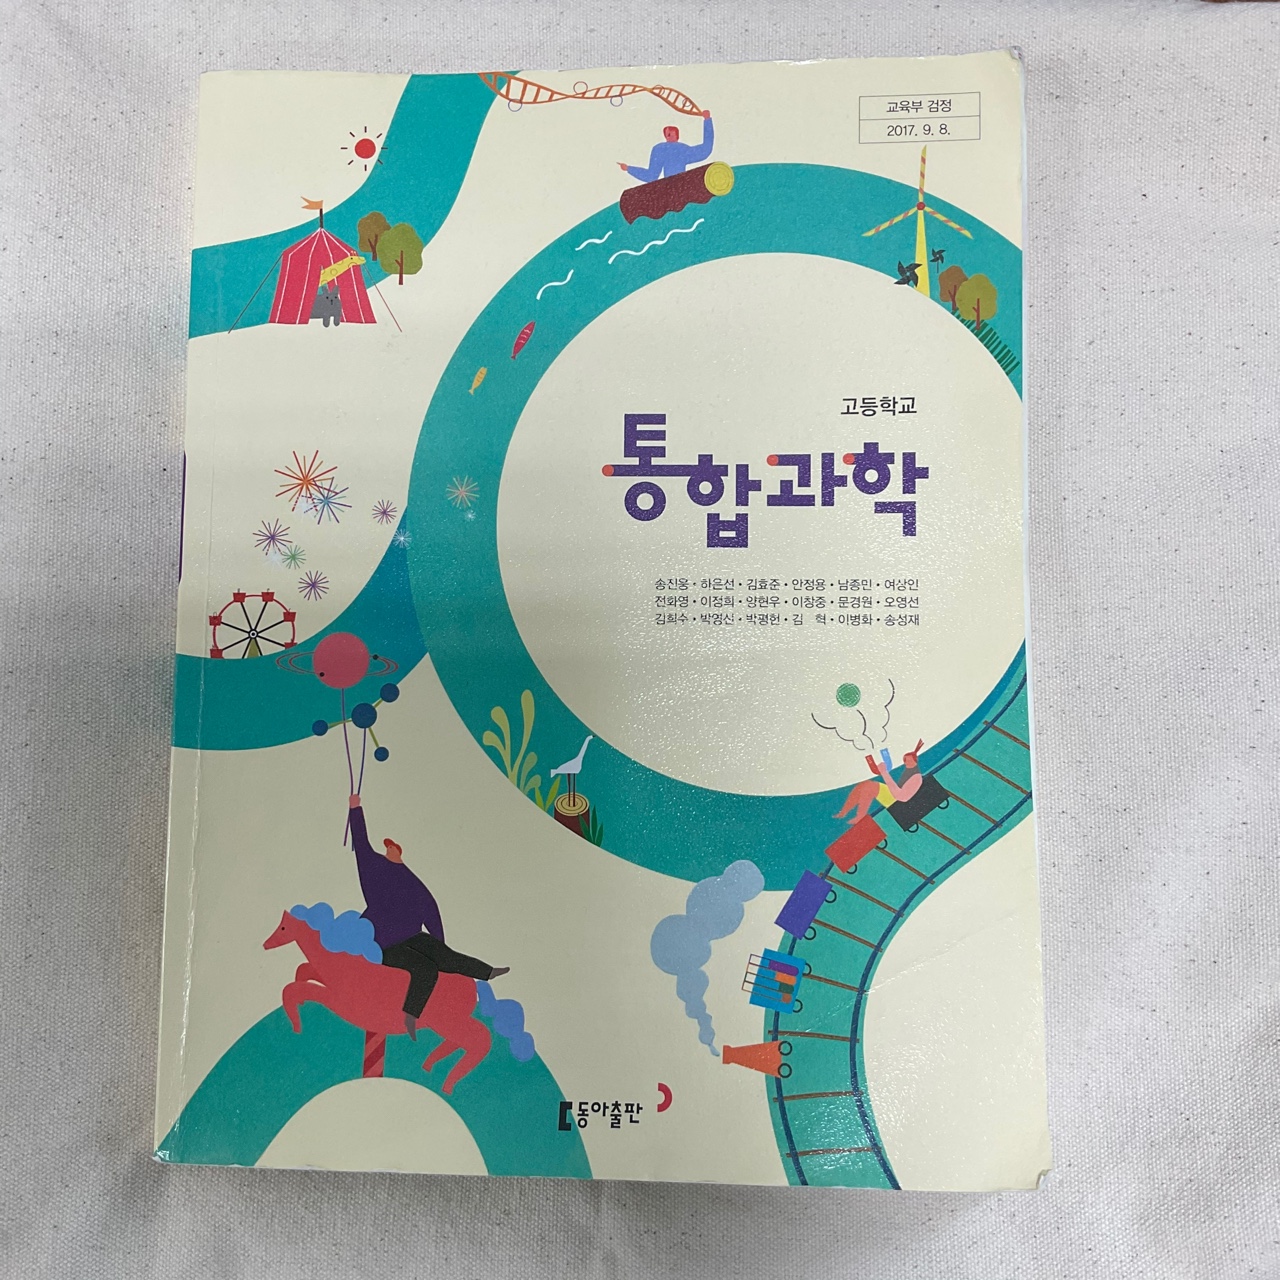 교육부 검정
2017. 9. 8.
고등학교
통합과학
송진웅 • 하은선 • 김효준 • 안정용 • 남종민 • 여상인
전화영 • 이정희 • 양현우 • 이창중 • 문경원 • 오영선
김희수 • 박영신 • 박평헌 • 김 혁 • 이병화 • 송성재
동아출판